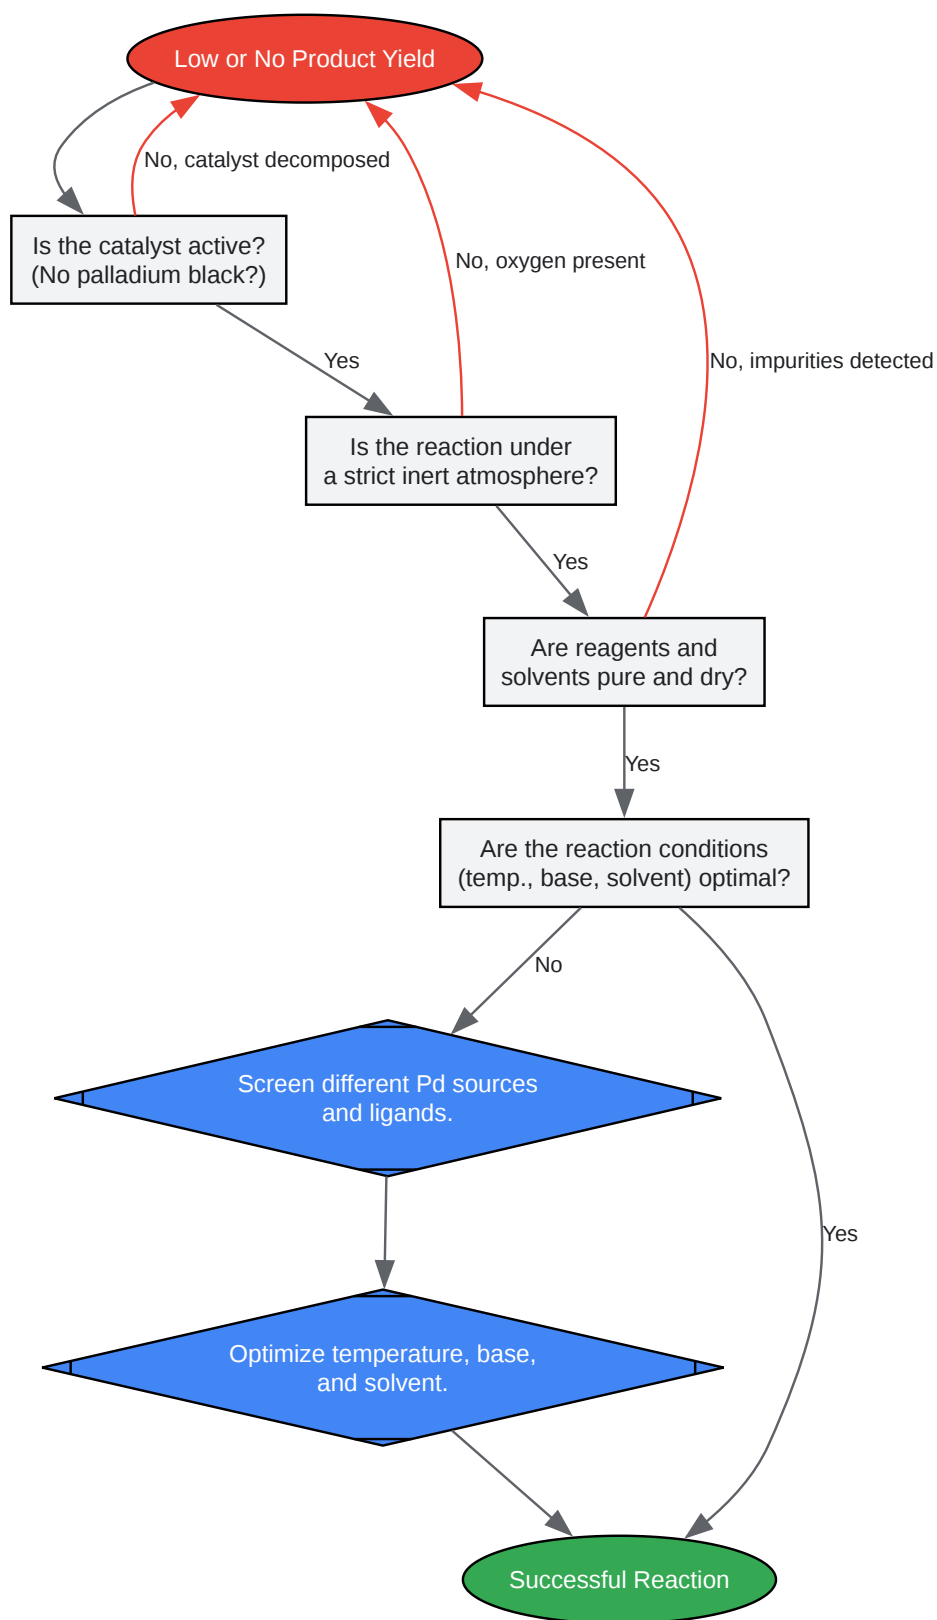 Low or No Product Yield
No, catalyst decomposed
Is the catalyst active?
(No palladium black?)
No, oxygen present
Yes
No, impurities detected
Is the reaction under
a strict inert atmosphere?
Yes
Are reagents and
solvents pure and dry?
Yes
Are the reaction conditions
(temp., base, solvent) optimal?
No
Screen different Pd sources
and ligands.
Yes
Optimize temperature, base,
and solvent.
Successful Reaction